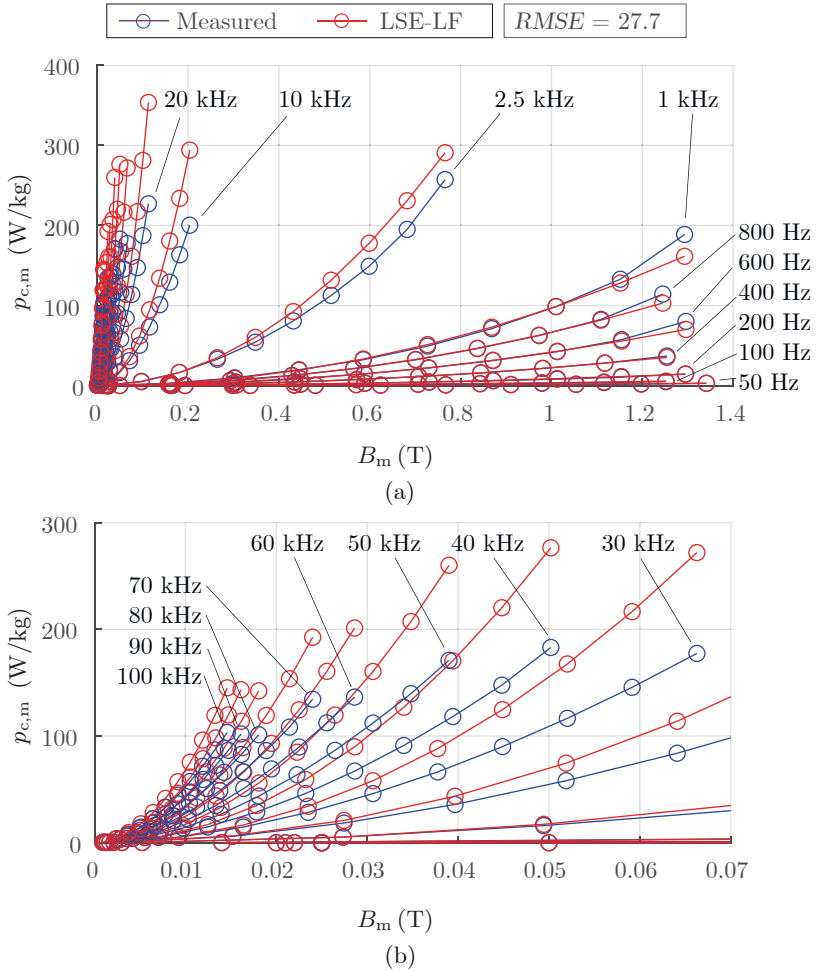 Measured LSE-LF RMSE = 27.7
400
300
200
100
0
p_c,m (W/kg)
20 kHz 10 kHz 2.5 kHz 1 kHz
800 Hz
600 Hz
400 Hz
200 Hz
100 Hz
50 Hz
0 0.2 0.4 0.6 0.8 1 1.2 1.4
B_m (T)
(a)
300
200
100
0
p_c,m (W/kg)
60 kHz 50 kHz 40 kHz 30 kHz
70 kHz
80 kHz
90 kHz
100 kHz
0 0.01 0.02 0.03 0.04 0.05 0.06 0.07
B_m (T)
(b)